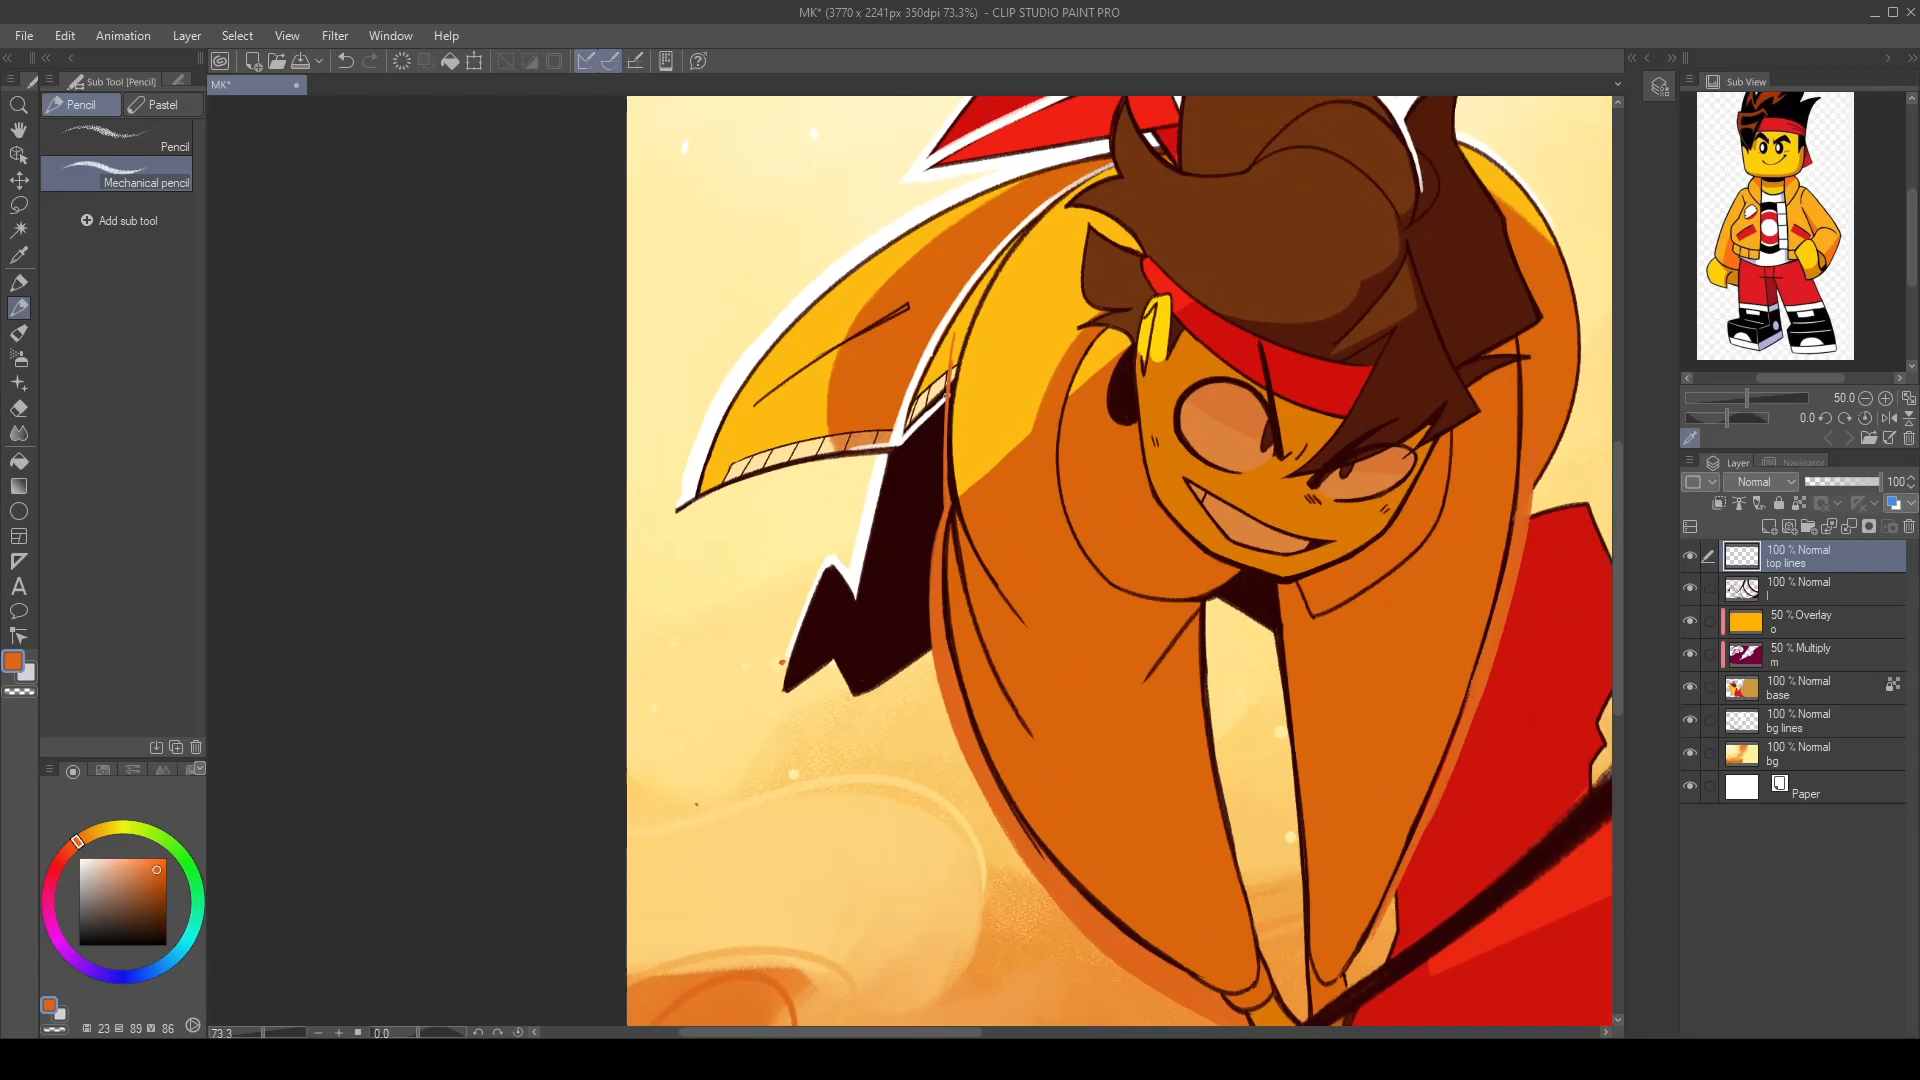 MK* (3770 x 2241px 350dpi 73.3%) - CLIP STUDIO PAINT PRO
File Edit Animation Layer Select View Filter Window Help
Sub Tool [Pencil]
MK*
Sub View
Pencil Pastel
Pencil
Mechanical pencil
Add sub tool
50.0
0.0
Layer Navigator
Normal 100
100 % Normal
top lines
100 % Normal
l
50 % Overlay
o
50 % Multiply
m
100 % Normal
base
100 % Normal
bg lines
100 % Normal
bg
Paper
H 23 S 89 V 86
73.3 0.0